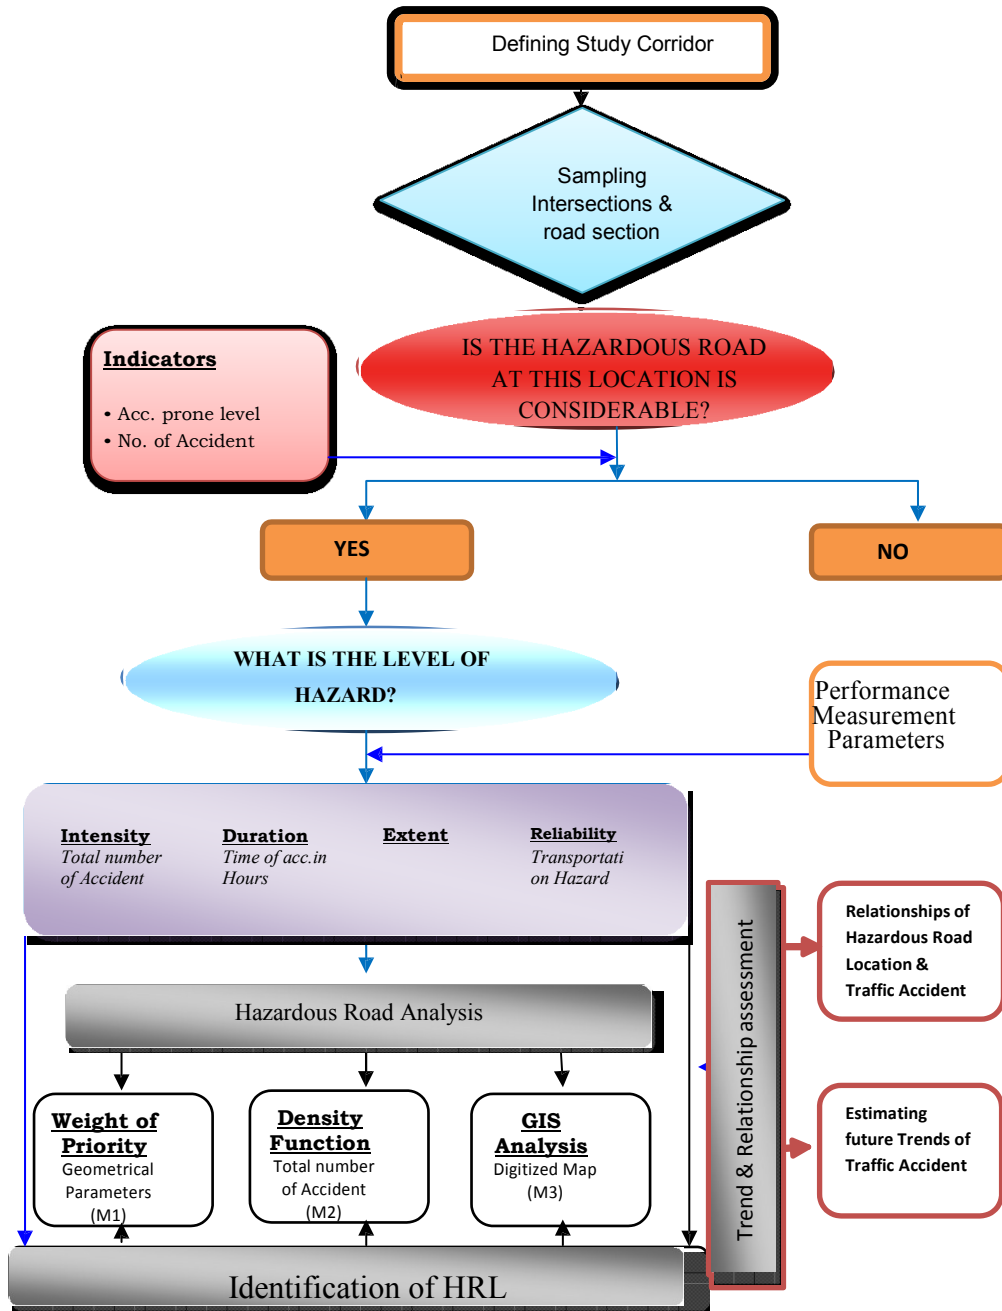 Defining Study Corridor
Sampling
Intersections &
road section
IS THE HAZARDOUS ROAD
AT THIS LOCATION IS
CONSIDERABLE?
Indicators
• Acc. prone level
• No. of Accident
YES
NO
WHAT IS THE LEVEL OF
HAZARD?
Performance
Measurement
Parameters
Intensity
Total number
of Accident
Duration
Time of acc.in
Hours
Extent
Reliability
Transportati
on Hazard
Hazardous Road Analysis
Weight of
Priority
Geometrical
Parameters
(M1)
Density
Function
Total number
of Accident
(M2)
GIS
Analysis
Digitized Map
(M3)
Trend & Relationship assessment
Relationships of
Hazardous Road
Location &
Traffic Accident
Estimating
future Trends of
Traffic Accident
Identification of HRL